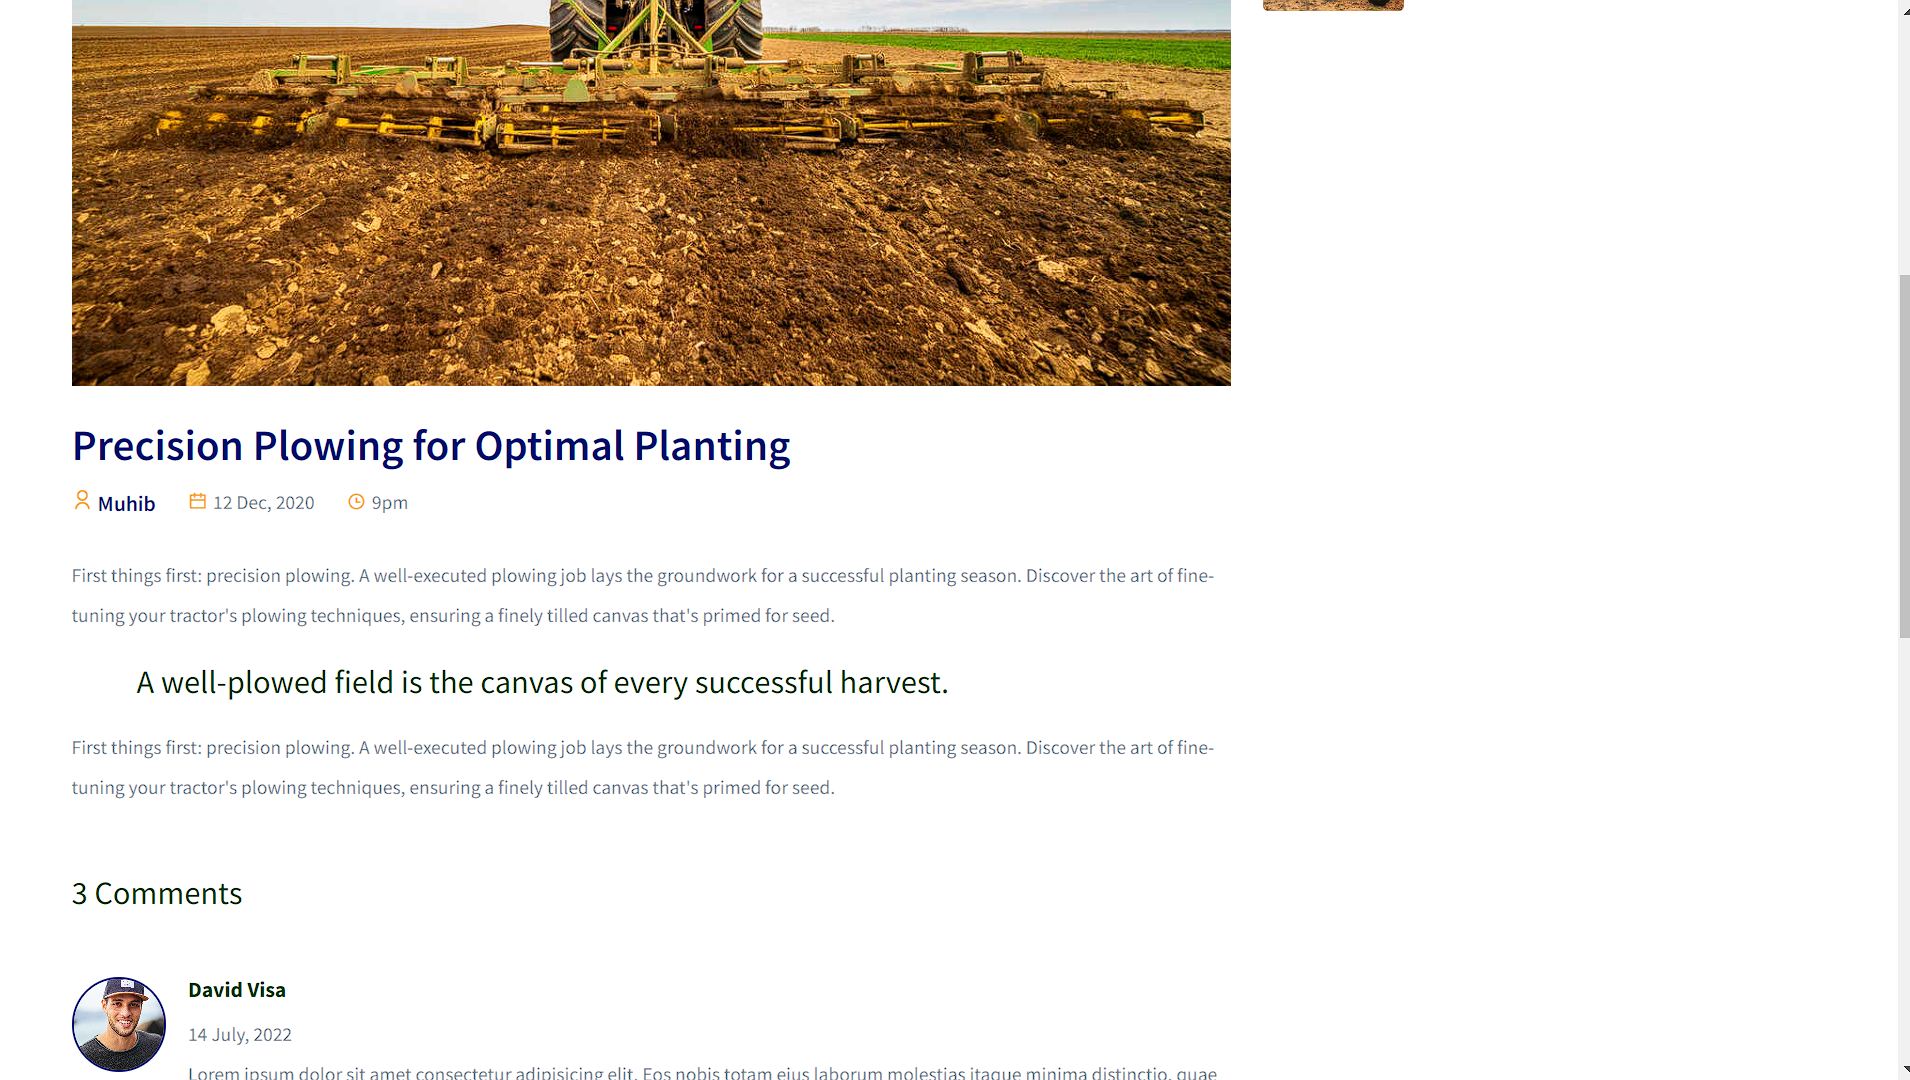 Precision Plowing for Optimal Planting
Muhib 12 Dec, 2020 9pm
First things first: precision plowing. A well-executed plowing job lays the groundwork for a successful planting season. Discover the art of fine-
tuning your tractor's plowing techniques, ensuring a finely tilled canvas that's primed for seed.
A well-plowed field is the canvas of every successful harvest.
First things first: precision plowing. A well-executed plowing job lays the groundwork for a successful planting season. Discover the art of fine-
tuning your tractor's plowing techniques, ensuring a finely tilled canvas that's primed for seed.
3 Comments
David Visa
14 July, 2022
Lorem ipsum dolor sit amet consectetur adipisicing elit. Eos nobis totam eius laborum molestias itaque minima distinctio, quae